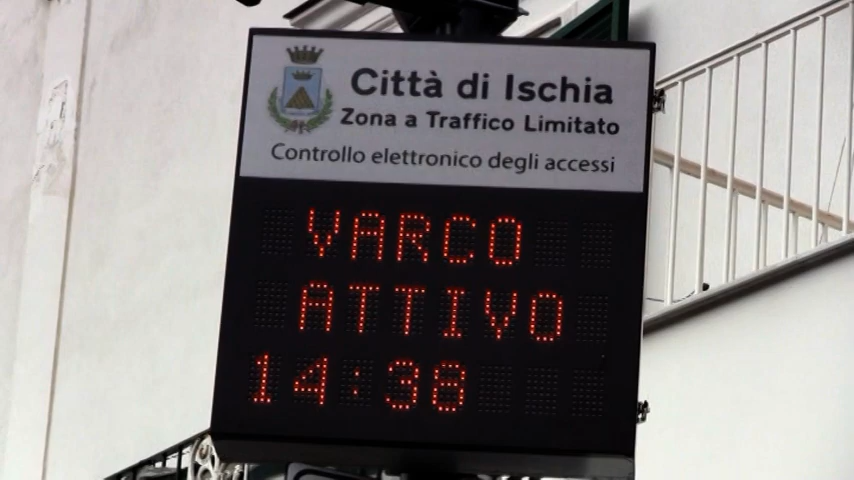 Città di Ischia
Zona a Traffico Limitato
Controllo elettronico degli accessi
VARCO
ATTIVO
14:38